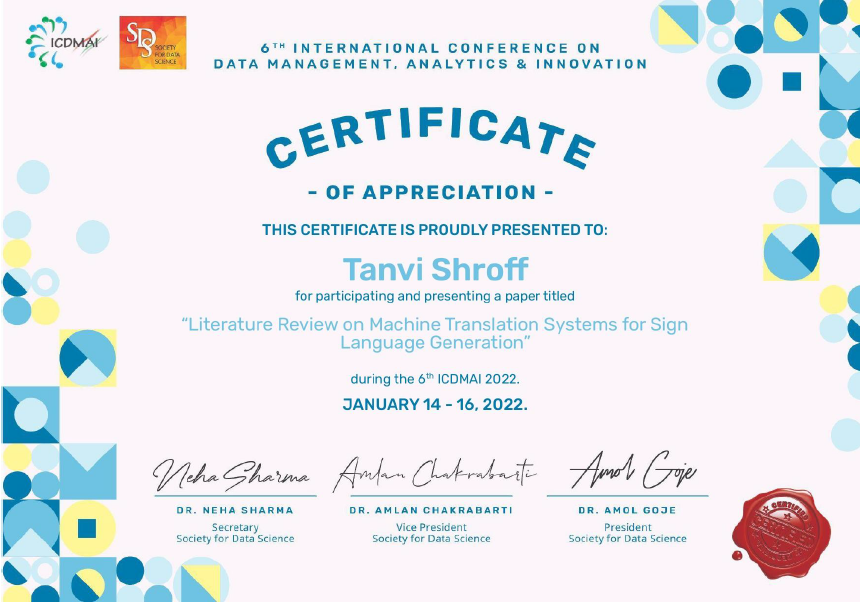 ICDMAI
SDS
SOCIETY
FOR DATA
SCIENCE
6TH INTERNATIONAL CONFERENCE ON
DATA MANAGEMENT, ANALYTICS & INNOVATION
CERTIFICATE
- OF APPRECIATION -
THIS CERTIFICATE IS PROUDLY PRESENTED TO:
Tanvi Shroff
for participating and presenting a paper titled
“Literature Review on Machine Translation Systems for Sign
Language Generation”
during the 6th ICDMAI 2022.
JANUARY 14 - 16, 2022.
Neha Sharma Amlan Chakrabarti Amol Goje
DR. NEHA SHARMA DR. AMLAN CHAKRABARTI DR. AMOL GOJE
Secretary Vice President President
Society for Data Science Society for Data Science Society for Data Science
CERTIFIED